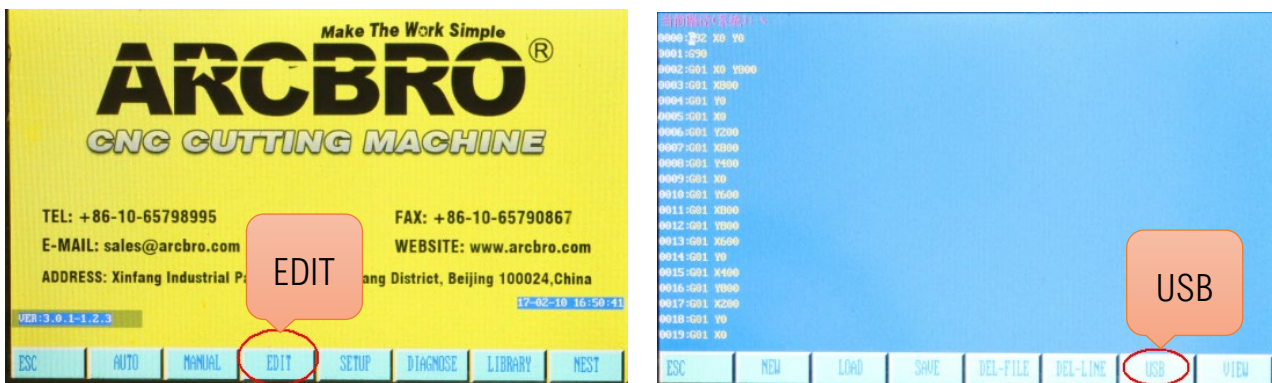 Make The Work Simple
ARCBRO®
CNC CUTTING MACHINE
TEL: +86-10-65798995 FAX: +86-10-65790867
E-MAIL: sales@arcbro.com WEBSITE: www.arcbro.com
ADDRESS: Xinfang Industrial P ang District, Beijing 100024,China
17-02-10 16:50:41
VER:3.0.1-1.2.3
EDIT
ESC AUTO MANUAL EDIT SETUP DIAGNOSE LIBRARY NEST
0000:G92 X0 Y0
0001:G90
0002:G01 X0 Y800
0003:G01 X800
0004:G01 Y0
0005:G01 X0
0006:G01 Y200
0007:G01 X800
0008:G01 Y400
0009:G01 X0
0010:G01 Y600
0011:G01 X800
0012:G01 Y800
0013:G01 X600
0014:G01 Y0
0015:G01 X400
0016:G01 Y800
0017:G01 X200
0018:G01 Y0
0019:G01 X0
USB
ESC NEW LOAD SAVE DEL-FILE DEL-LINE USB VIEW